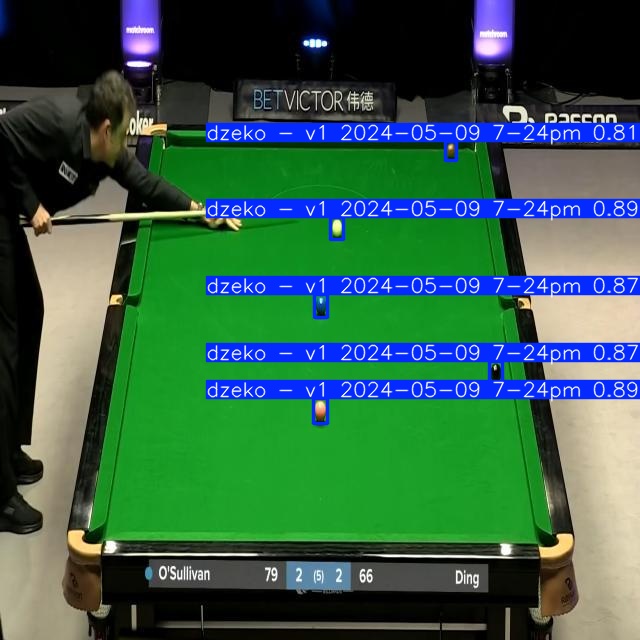 matchroom
matchroom
BETVICTOR 伟德
oker
dzeko - v1 2024-05-09 7-24pm 0.81
dzeko - v1 2024-05-09 7-24pm 0.89
dzeko - v1 2024-05-09 7-24pm 0.87
dzeko - v1 2024-05-09 7-24pm 0.87
dzeko - v1 2024-05-09 7-24pm 0.89
O'Sullivan 79 2 (5) 2 66 Ding